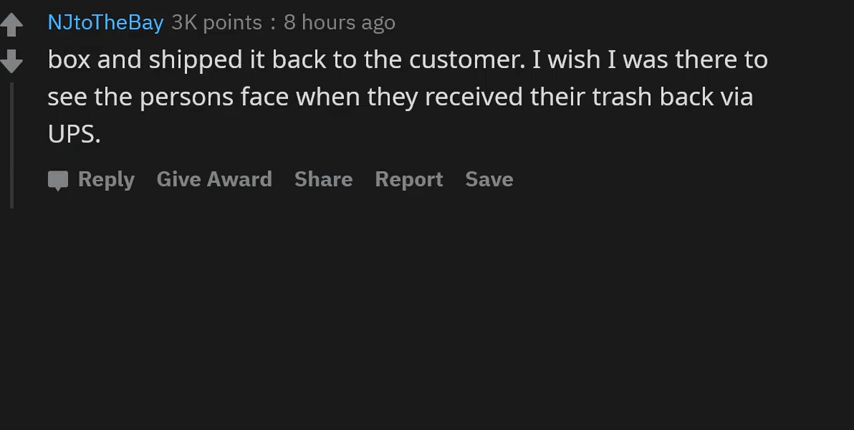 NJtoTheBay 3K points : 8 hours ago
box and shipped it back to the customer. I wish I was there to
see the persons face when they received their trash back via
UPS.
Reply Give Award Share Report Save